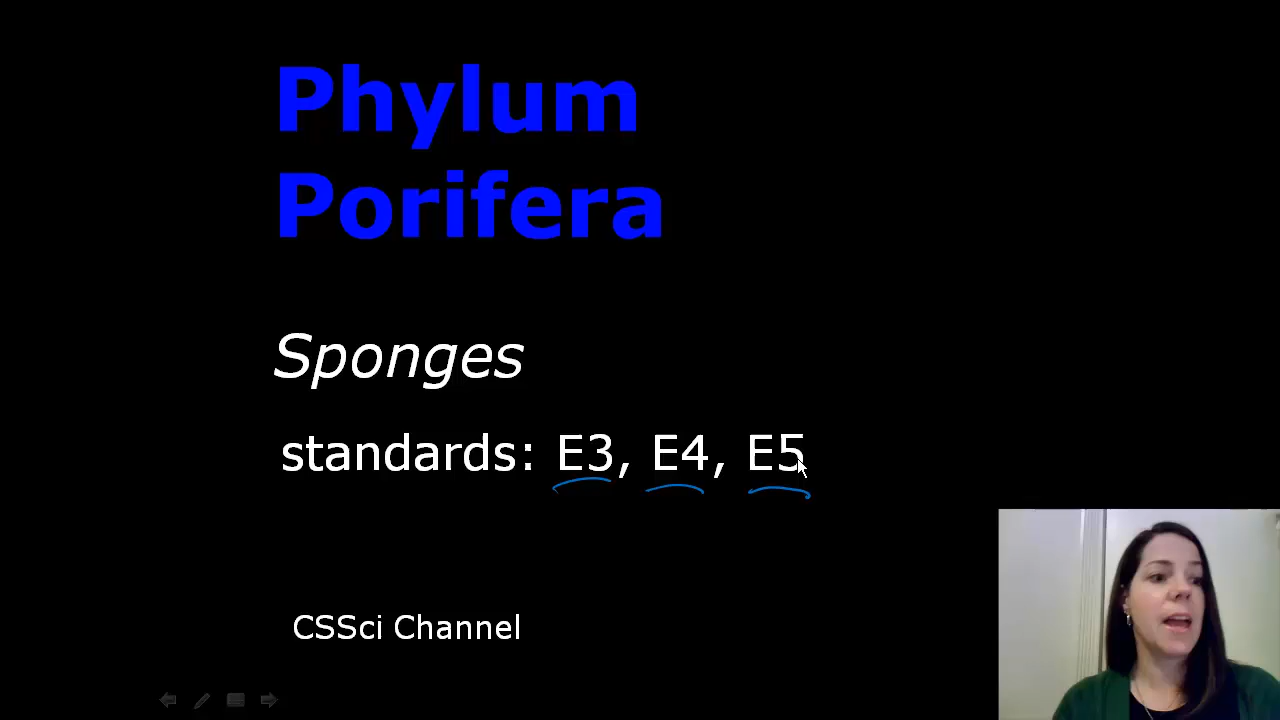 Phylum
Porifera
Sponges
standards: E3, E4, E5
CSSci Channel